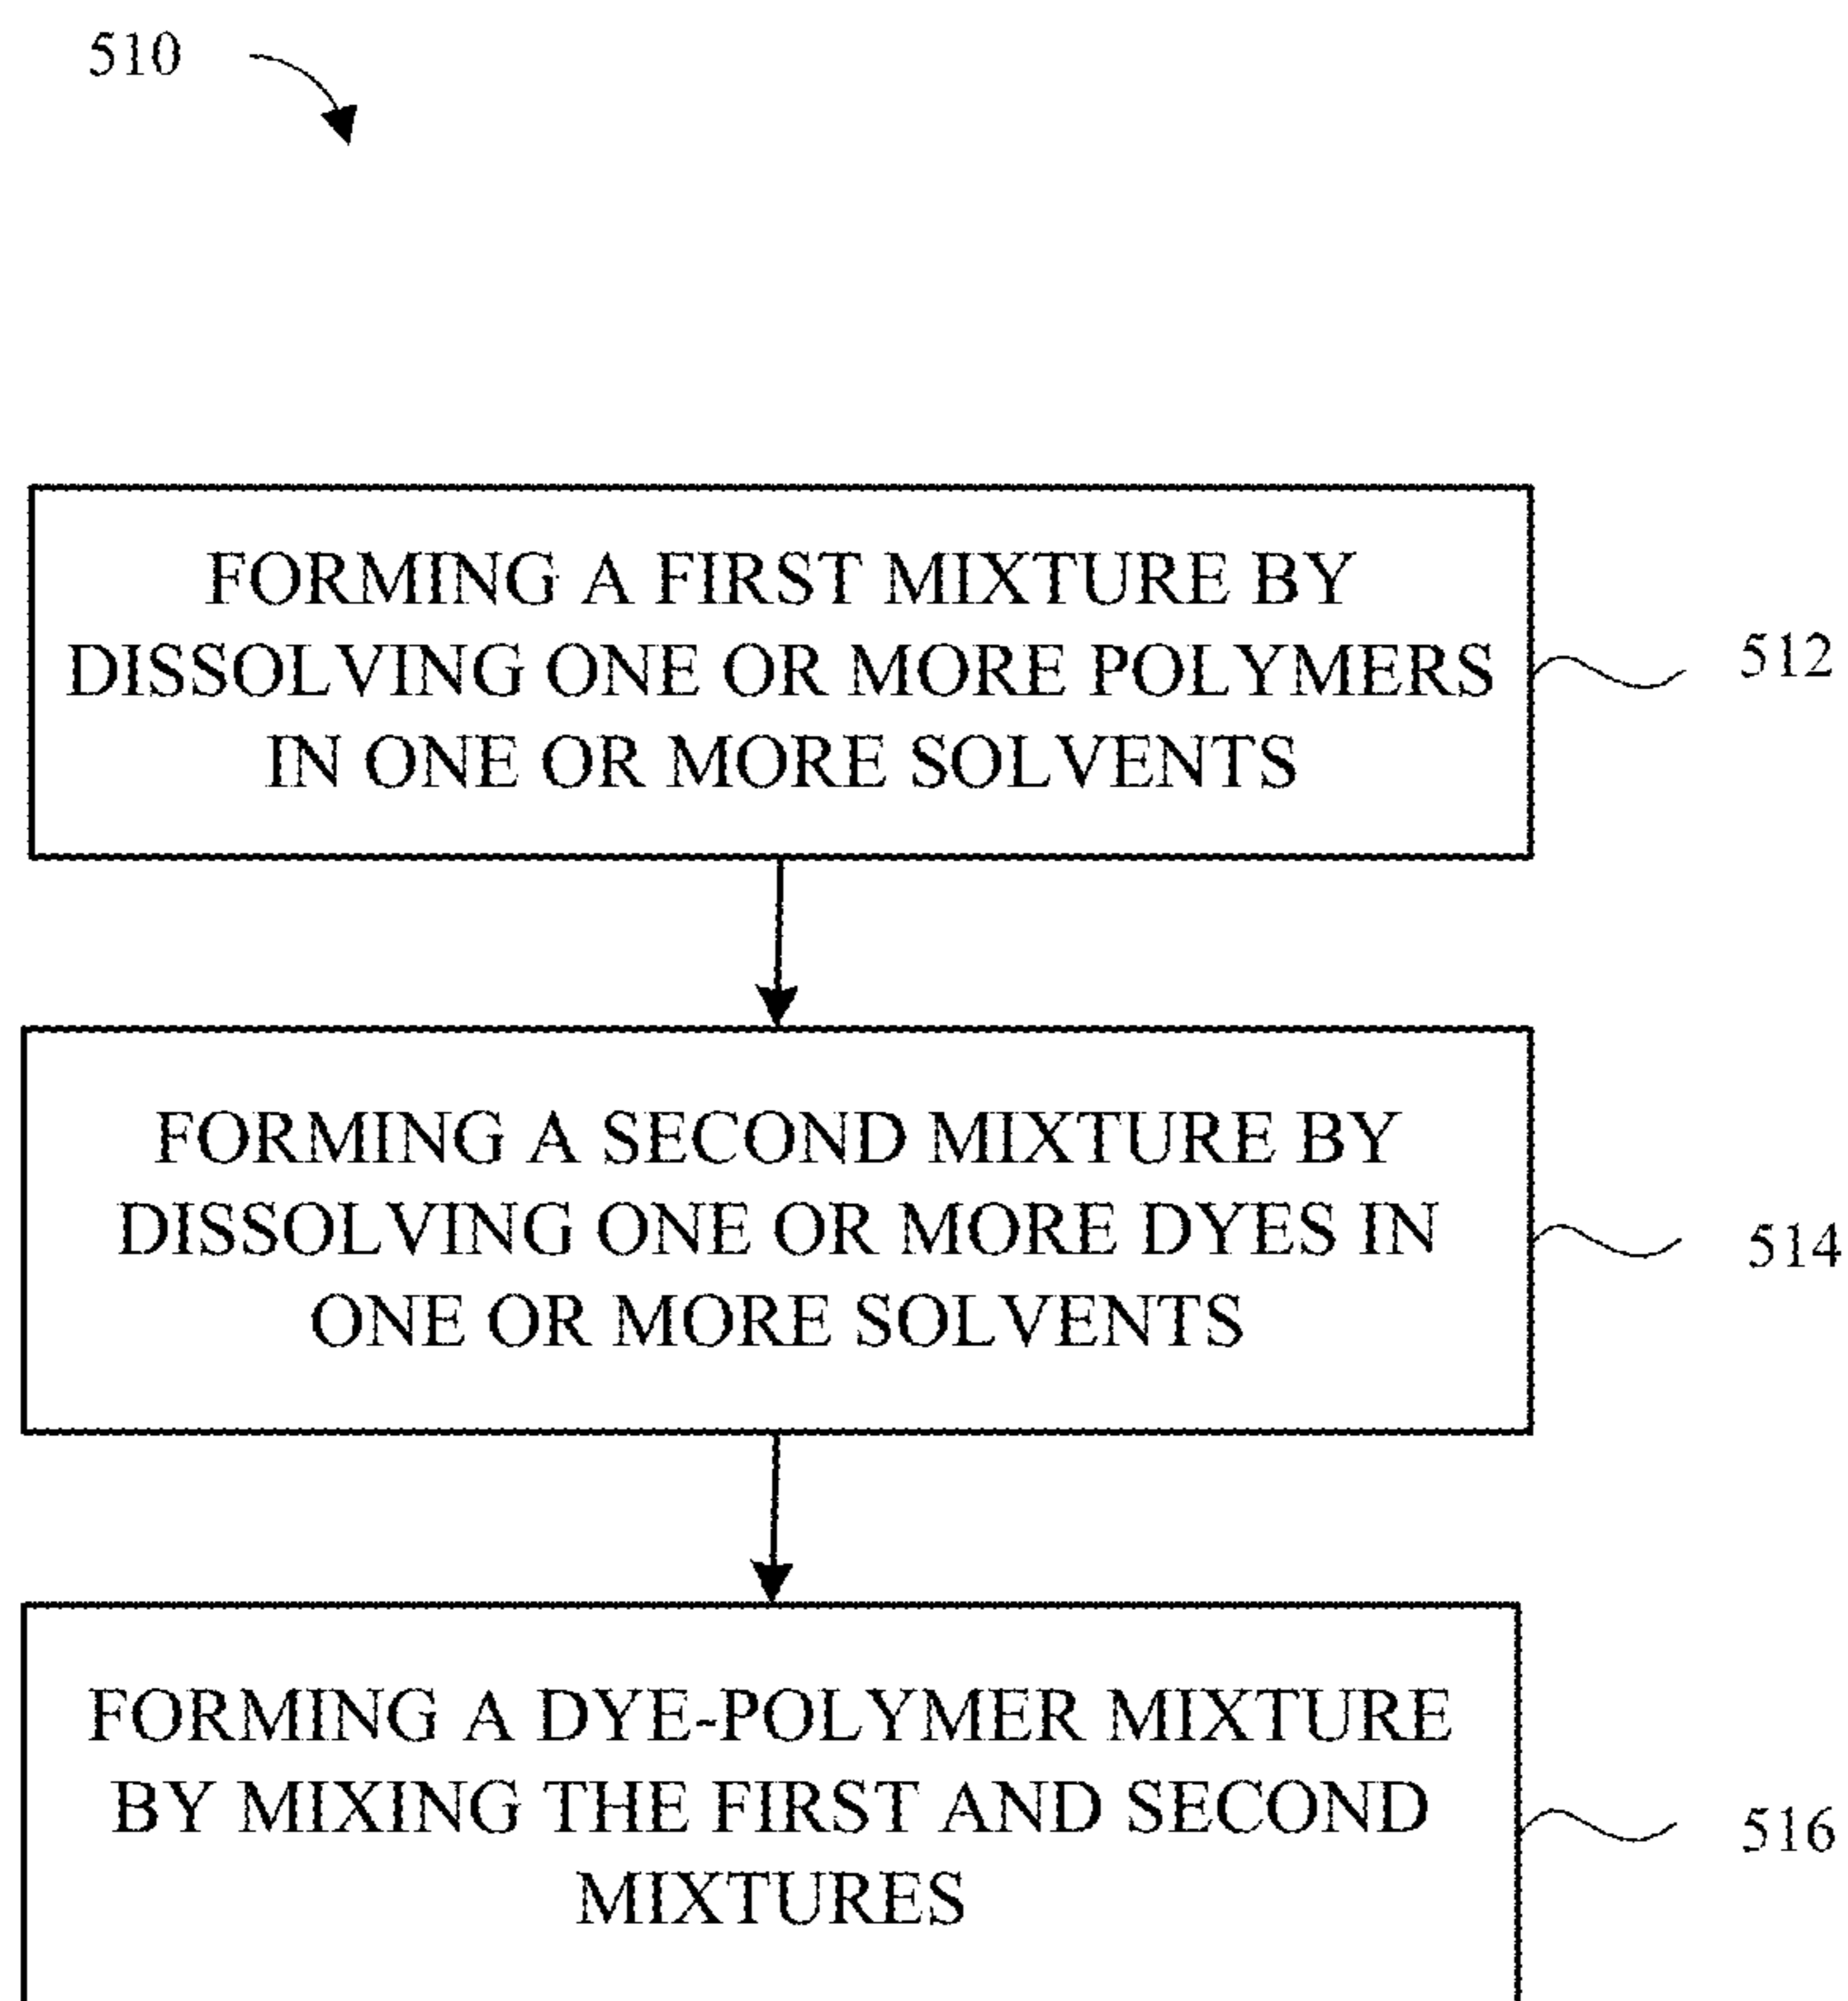 510
FORMING A FIRST MIXTURE BY
DISSOLVING ONE OR MORE POLYMERS
IN ONE OR MORE SOLVENTS
512
FORMING A SECOND MIXTURE BY
DISSOLVING ONE OR MORE DYES IN
ONE OR MORE SOLVENTS
514
FORMING A DYE-POLYMER MIXTURE
BY MIXING THE FIRST AND SECOND
MIXTURES
516